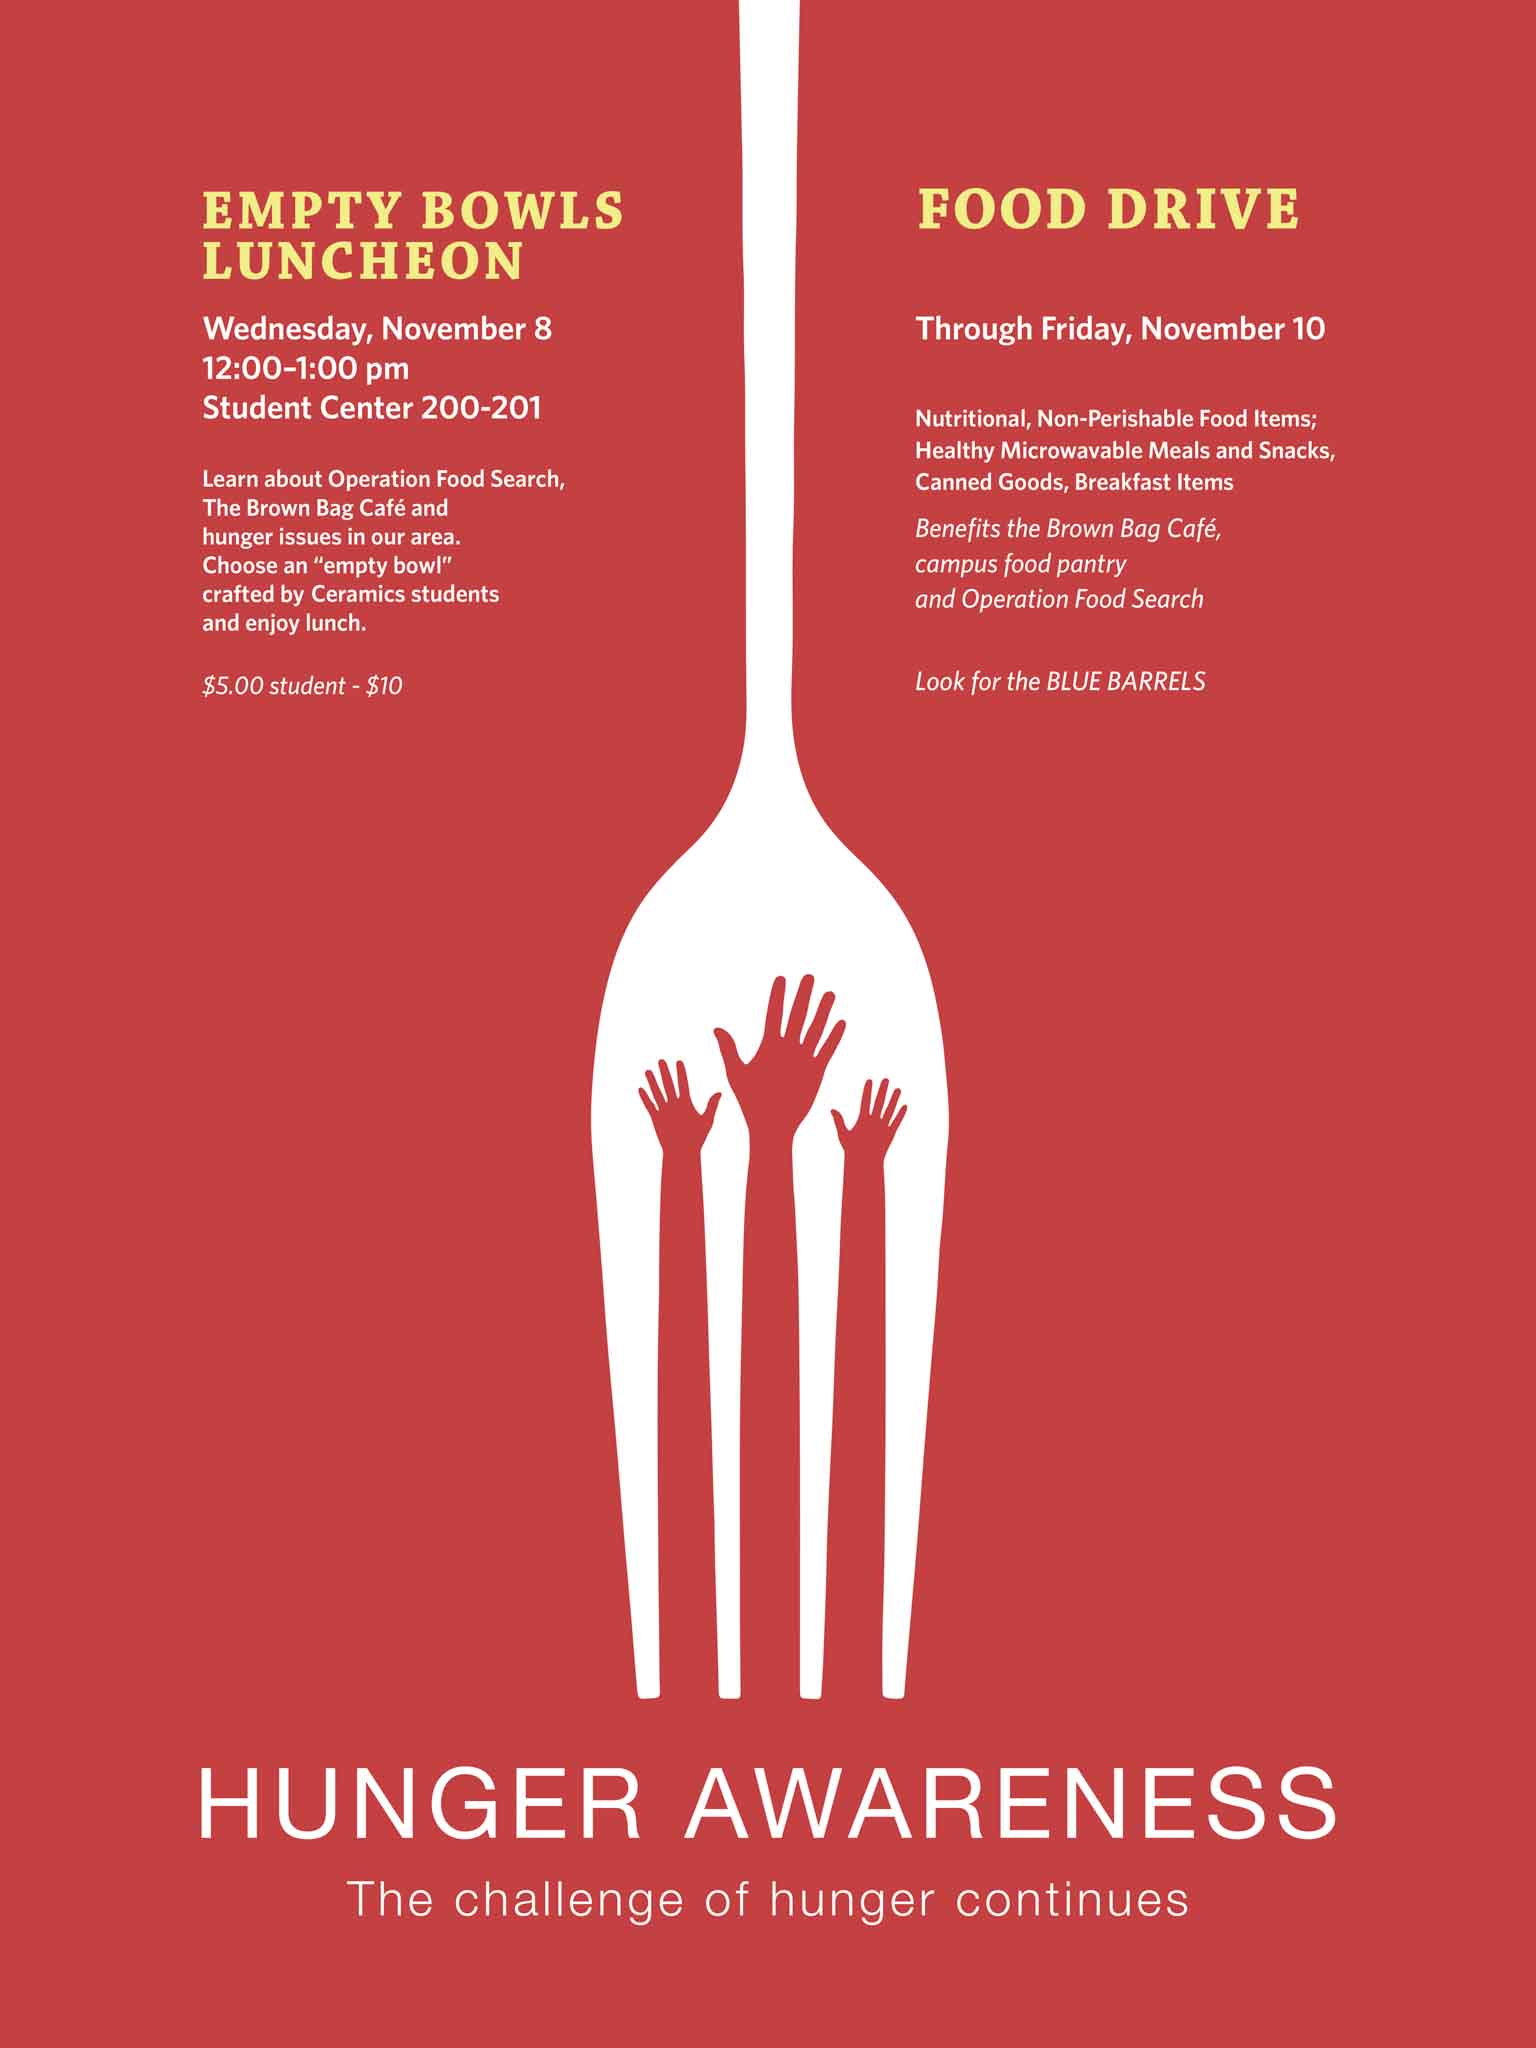 EMPTY BOWLS
LUNCHEON
Wednesday, November 8
12:00–1:00 pm
Student Center 200-201
Learn about Operation Food Search,
The Brown Bag Café and
hunger issues in our area.
Choose an “empty bowl”
crafted by Ceramics students
and enjoy lunch.
$5.00 student - $10
FOOD DRIVE
Through Friday, November 10
Nutritional, Non-Perishable Food Items;
Healthy Microwavable Meals and Snacks,
Canned Goods, Breakfast Items
Benefits the Brown Bag Café,
campus food pantry
and Operation Food Search
Look for the BLUE BARRELS
HUNGER AWARENESS
The challenge of hunger continues